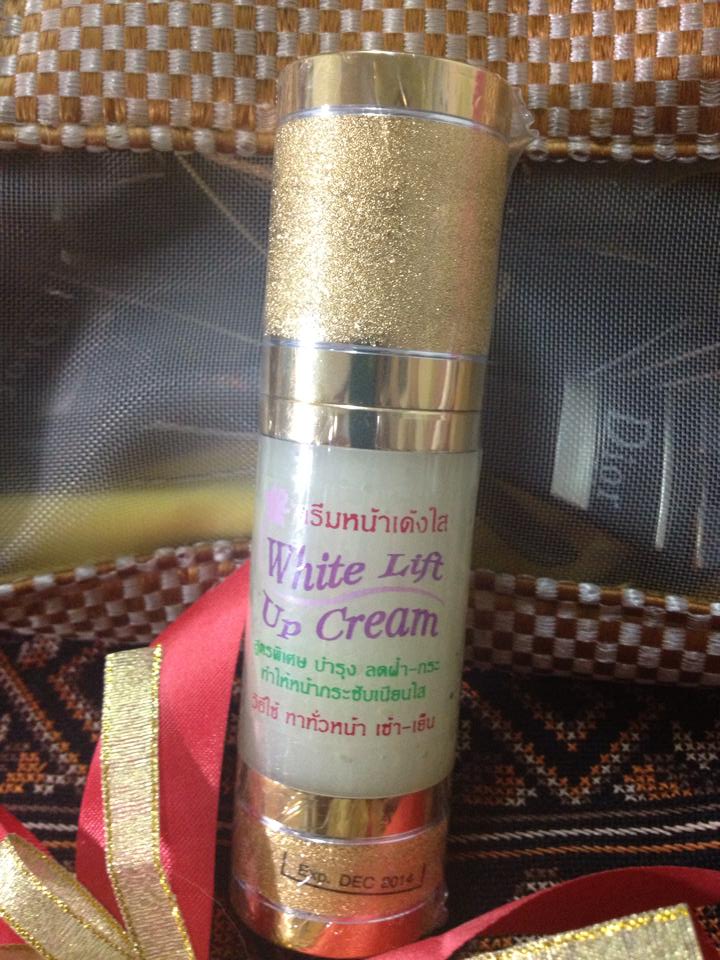 ครีมหน้าเด้งใส
White Lift
Up Cream
สูตรพิเศษ บำรุง ลดฝ้า-กระ
ทำให้หน้ากระชับเนียนใส
วิธีใช้ ทาทั่วหน้า เช้า-เย็น
Exp. DEC 2014
Dior